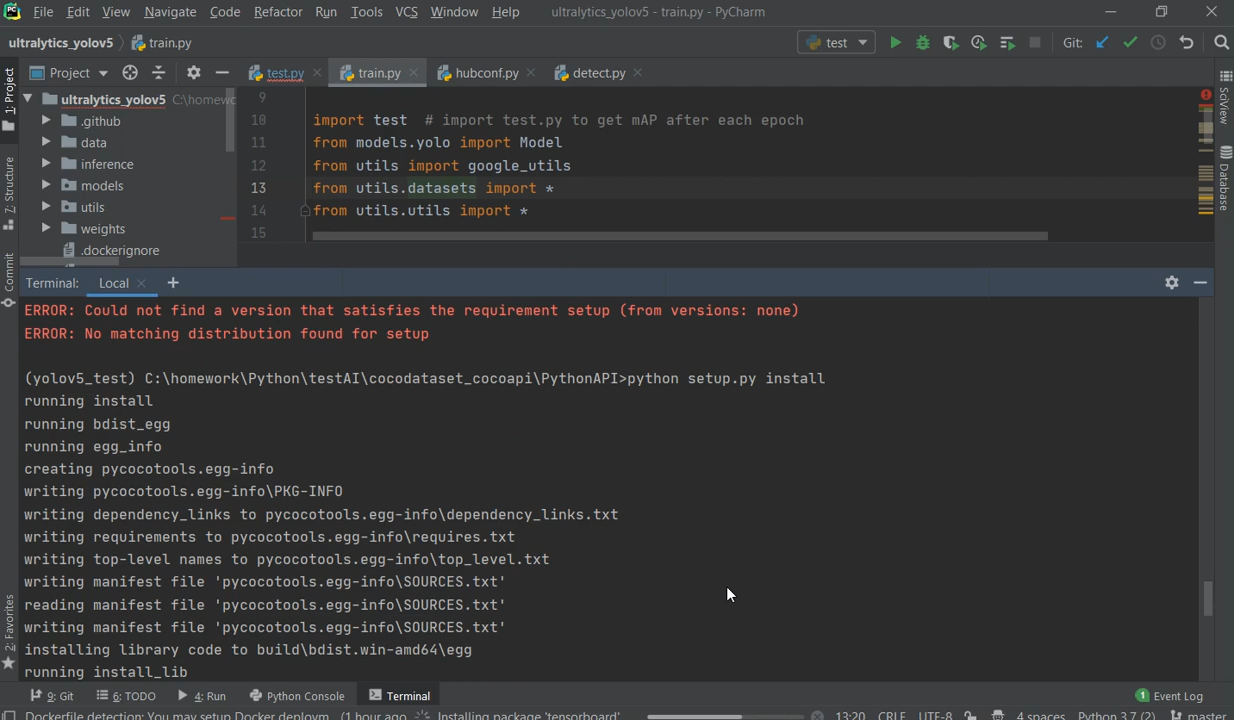 File Edit View Navigate Code Refactor Run Tools VCS Window Help ultralytics_yolov5 - train.py - PyCharm
ultralytics_yolov5 train.py test Git:
1: Project
Project test.py train.py hubconf.py detect.py
ultralytics_yolov5 C:\homewo
.github
data
inference
models
utils
weights
.dockerignore
9
10 import test # import test.py to get mAP after each epoch
11 from models.yolo import Model
12 from utils import google_utils
13 from utils.datasets import *
14 from utils.utils import *
15
SciView
Database
7: Structure
Commit
2: Favorites
Terminal: Local +
ERROR: Could not find a version that satisfies the requirement setup (from versions: none)
ERROR: No matching distribution found for setup
(yolov5_test) C:\homework\Python\testAI\cocodataset_cocoapi\PythonAPI>python setup.py install
running install
running bdist_egg
running egg_info
creating pycocotools.egg-info
writing pycocotools.egg-info\PKG-INFO
writing dependency_links to pycocotools.egg-info\dependency_links.txt
writing requirements to pycocotools.egg-info\requires.txt
writing top-level names to pycocotools.egg-info\top_level.txt
writing manifest file 'pycocotools.egg-info\SOURCES.txt'
reading manifest file 'pycocotools.egg-info\SOURCES.txt'
writing manifest file 'pycocotools.egg-info\SOURCES.txt'
installing library code to build\bdist.win-amd64\egg
running install_lib
9: Git 6: TODO 4: Run Python Console Terminal 1 Event Log
Dockerfile detection: You may setup Docker deploym... (1 hour ago Installing package 'tensorboard' 13:20 CRLF UTF-8 4 spaces Python 3.7 (2) master